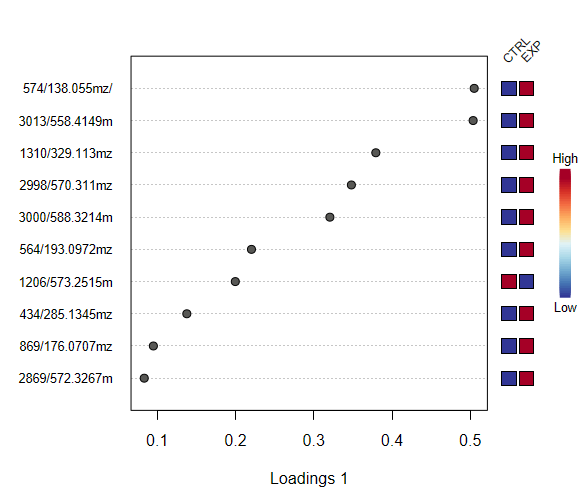 CTRL
EXP
574/138.055mz/
3013/558.4149m
1310/329.113mz
2998/570.311mz
3000/588.3214m
564/193.0972mz
1206/573.2515m
434/285.1345mz
869/176.0707mz
2869/572.3267m
High
Low
0.1 0.2 0.3 0.4 0.5
Loadings 1